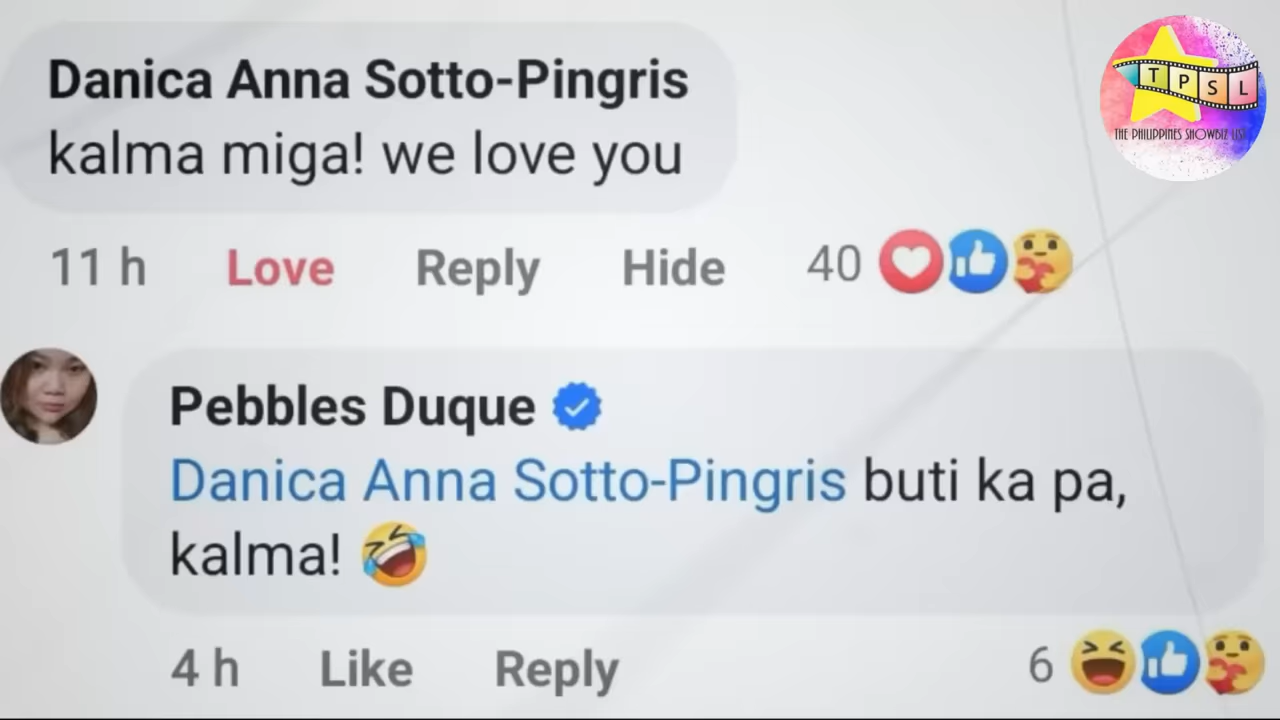 Danica Anna Sotto-Pingris
kalma miga! we love you
11 h Love Reply Hide 40
Pebbles Duque
Danica Anna Sotto-Pingris buti ka pa,
kalma! 🤣
4 h Like Reply 6
TPSL
THE PHILIPPINES SHOWBIZ LIST